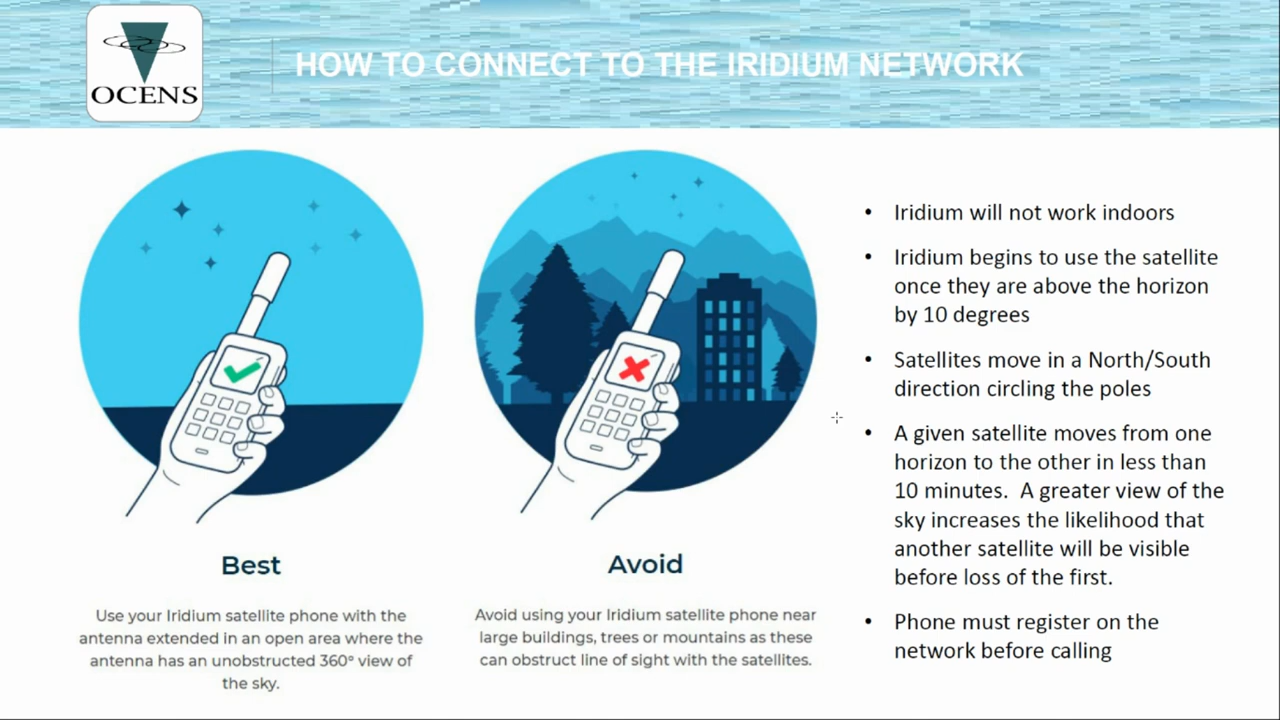 OCENS
HOW TO CONNECT TO THE IRIDIUM NETWORK
Best
Use your Iridium satellite phone with the
antenna extended in an open area where the
antenna has an unobstructed 360° view of
the sky.
Avoid
Avoid using your Iridium satellite phone near
large buildings, trees or mountains as these
can obstruct line of sight with the satellites.
• Iridium will not work indoors
• Iridium begins to use the satellite
once they are above the horizon
by 10 degrees
• Satellites move in a North/South
direction circling the poles
• A given satellite moves from one
horizon to the other in less than
10 minutes. A greater view of the
sky increases the likelihood that
another satellite will be visible
before loss of the first.
• Phone must register on the
network before calling